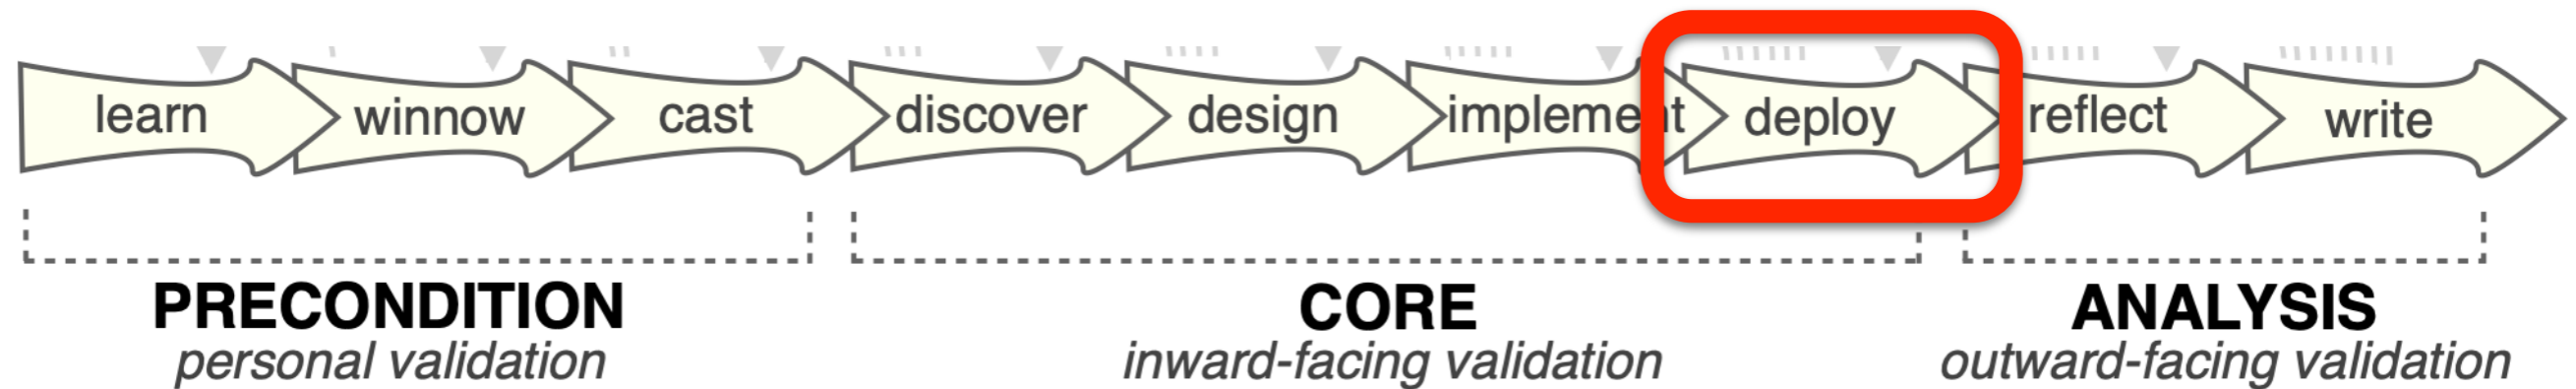 learn winnow cast discover design implement deploy reflect write
PRECONDITION CORE ANALYSIS
personal validation inward-facing validation outward-facing validation